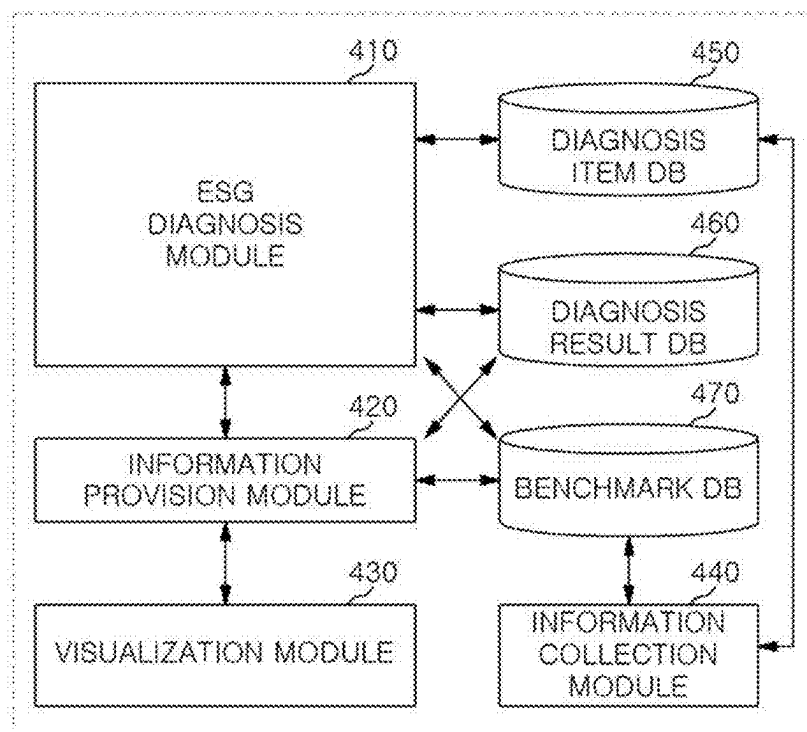 410
ESG
DIAGNOSIS
MODULE
450
DIAGNOSIS
ITEM DB
460
DIAGNOSIS
RESULT DB
420
INFORMATION
PROVISION MODULE
470
BENCHMARK DB
430
VISUALIZATION MODULE
440
INFORMATION
COLLECTION
MODULE